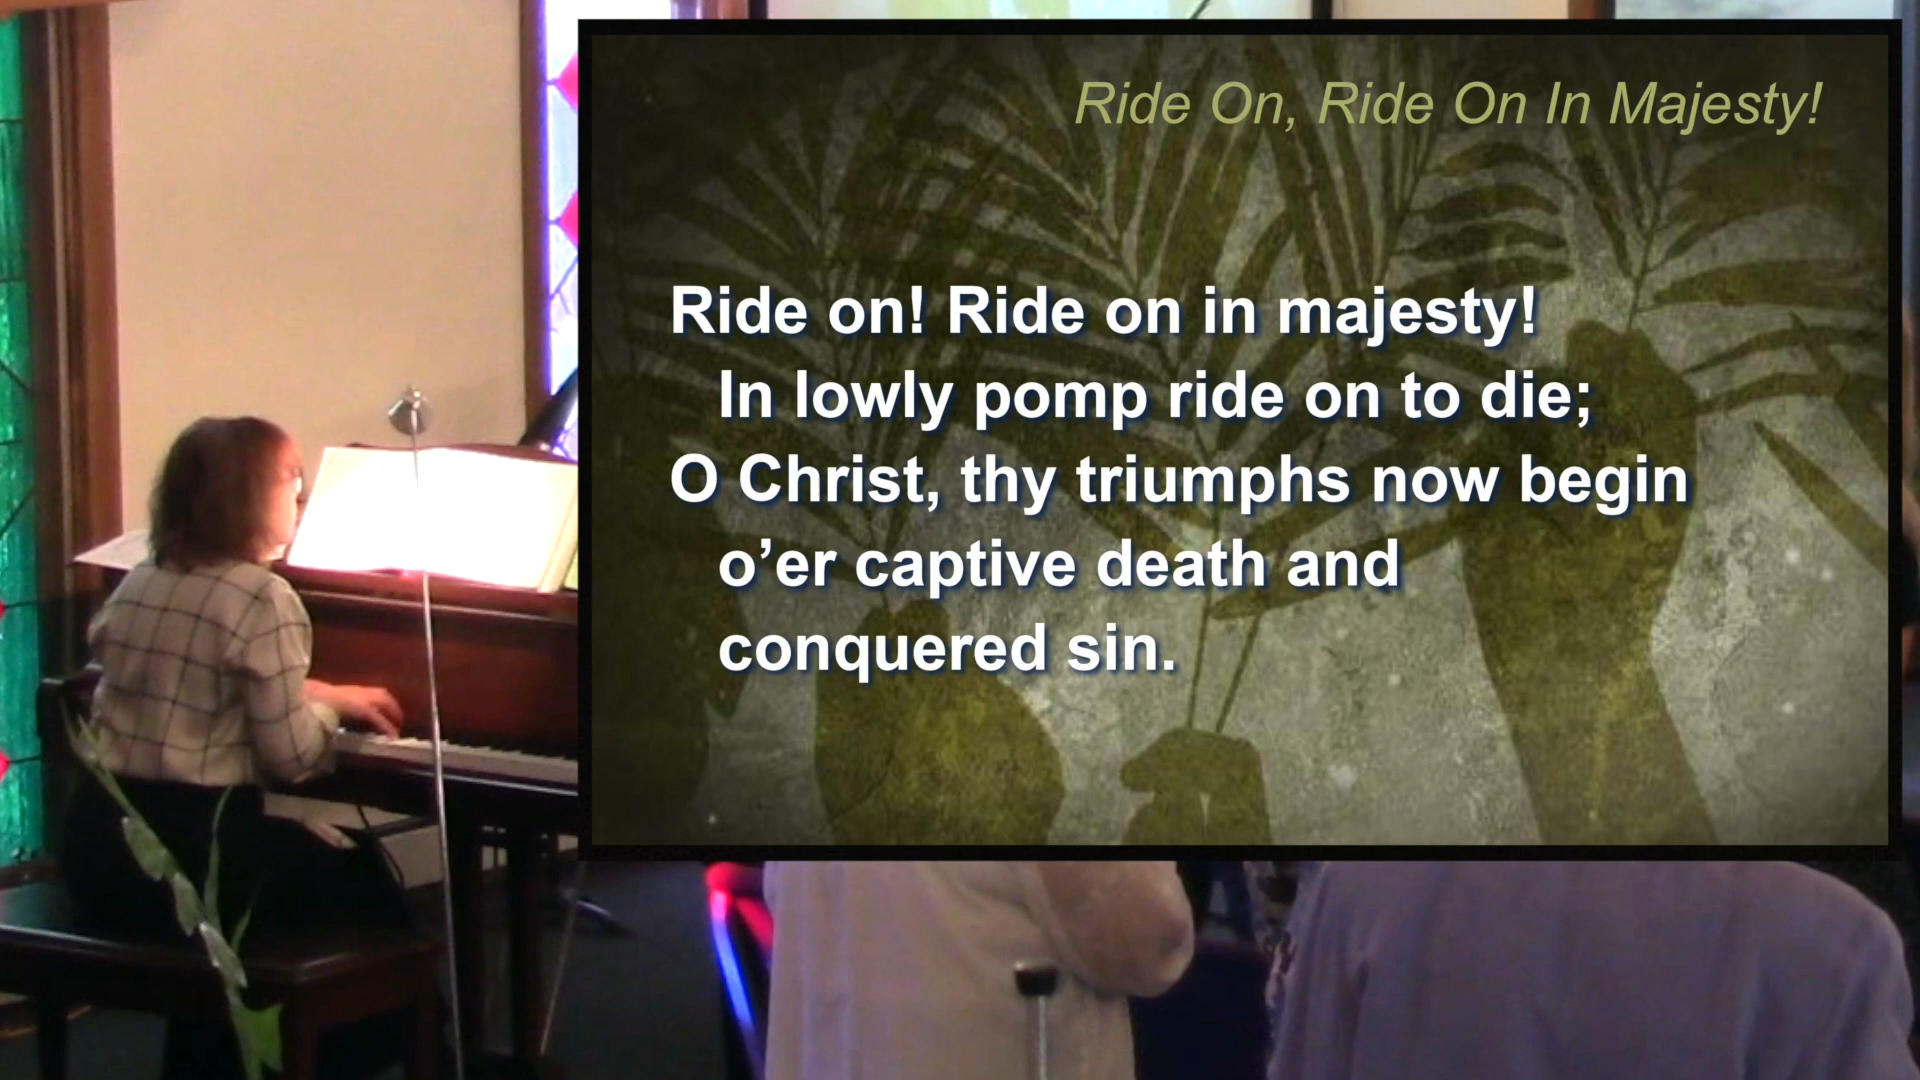 Ride On, Ride On In Majesty!
Ride on! Ride on in majesty!
In lowly pomp ride on to die;
O Christ, thy triumphs now begin
o’er captive death and
conquered sin.